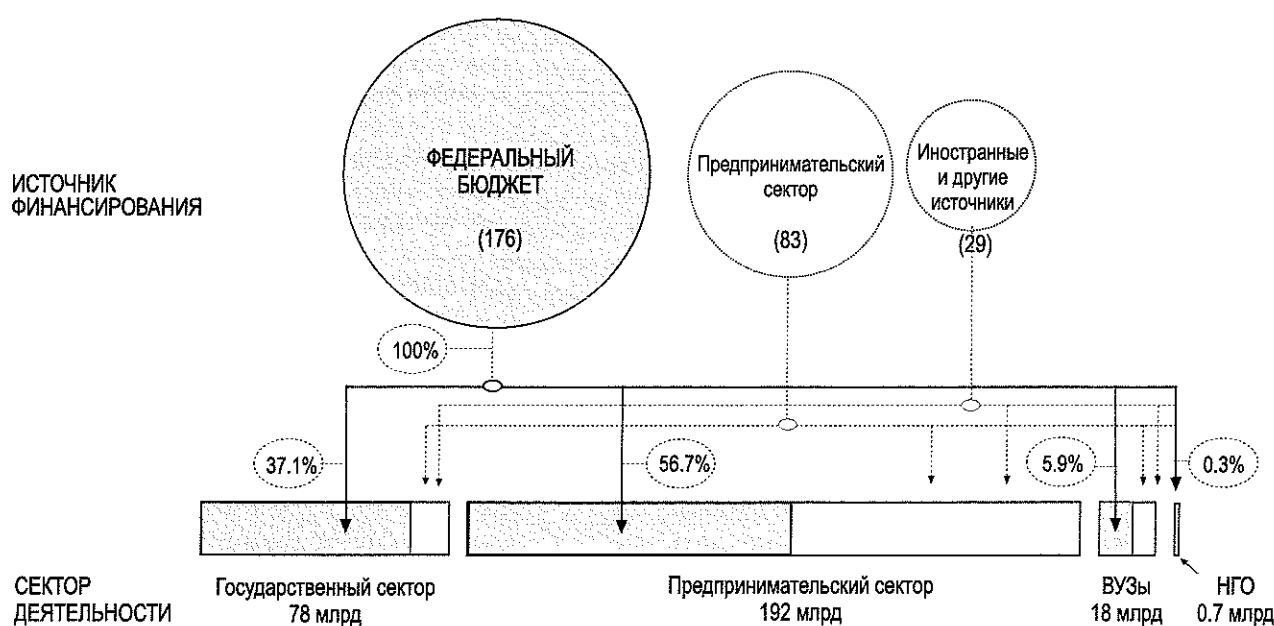 ФЕДЕРАЛЬНЫЙ
БЮДЖЕТ
(176)
Предпринимательский
сектор
(83)
Иностранные
и другие
источники
(29)
ИСТОЧНИК
ФИНАНСИРОВАНИЯ
100%
37.1%
56.7%
5.9%
0.3%
СЕКТОР
ДЕЯТЕЛЬНОСТИ
Государственный сектор
78 млрд
Предпринимательский сектор
192 млрд
ВУЗы
18 млрд
НГО
0.7 млрд